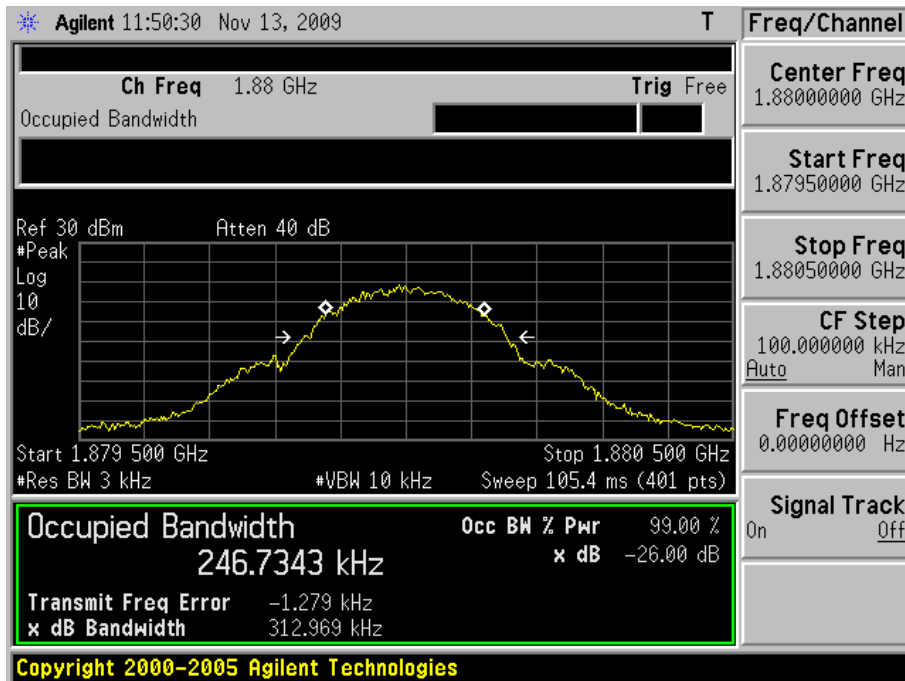 Agilent 11:50:30 Nov 13, 2009 T
Ch Freq 1.88 GHz Trig Free
Occupied Bandwidth
Ref 30 dBm Atten 40 dB
#Peak
Log
10
dB/
Start 1.879 500 GHz Stop 1.880 500 GHz
#Res BW 3 kHz #VBW 10 kHz Sweep 105.4 ms (401 pts)
Occupied Bandwidth Occ BW % Pwr 99.00 %
246.7343 kHz x dB -26.00 dB
Transmit Freq Error -1.279 kHz
x dB Bandwidth 312.969 kHz
Copyright 2000-2005 Agilent Technologies
Freq/Channel
Center Freq
1.88000000 GHz
Start Freq
1.87950000 GHz
Stop Freq
1.88050000 GHz
CF Step
100.000000 kHz
Auto Man
Freq Offset
0.00000000 Hz
Signal Track
On Off